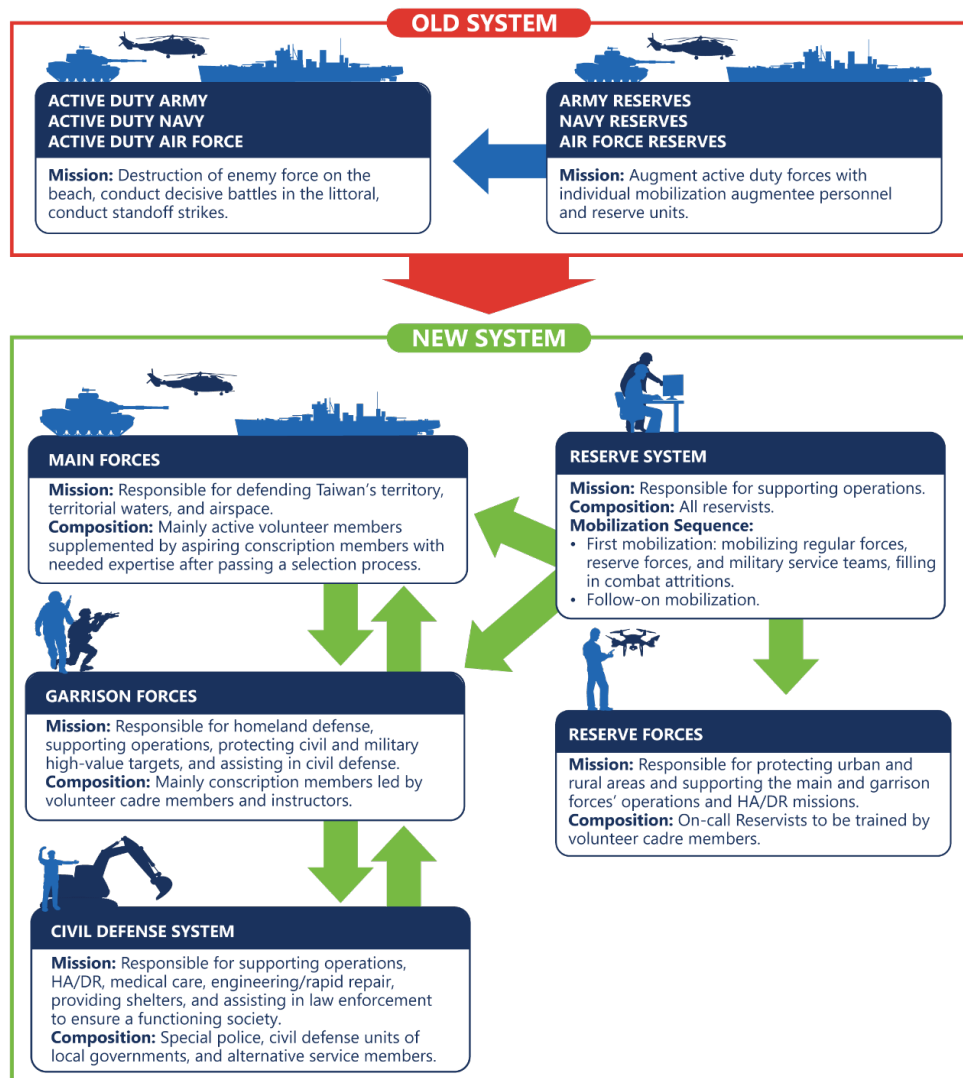 OLD SYSTEM
ACTIVE DUTY ARMY
ACTIVE DUTY NAVY
ACTIVE DUTY AIR FORCE
Mission: Destruction of enemy force on the
beach, conduct decisive battles in the littoral,
conduct standoff strikes.
ARMY RESERVES
NAVY RESERVES
AIR FORCE RESERVES
Mission: Augment active duty forces with
individual mobilization augmentee personnel
and reserve units.
NEW SYSTEM
MAIN FORCES
Mission: Responsible for defending Taiwan's territory,
territorial waters, and airspace.
Composition: Mainly active volunteer members
supplemented by aspiring conscription members with
needed expertise after passing a selection process.
RESERVE SYSTEM
Mission: Responsible for supporting operations.
Composition: All reservists.
Mobilization Sequence:
• First mobilization: mobilizing regular forces,
reserve forces, and military service teams, filling
in combat attritions.
• Follow-on mobilization.
GARRISON FORCES
Mission: Responsible for homeland defense,
supporting operations, protecting civil and military
high-value targets, and assisting in civil defense.
Composition: Mainly conscription members led by
volunteer cadre members and instructors.
RESERVE FORCES
Mission: Responsible for protecting urban and
rural areas and supporting the main and garrison
forces' operations and HA/DR missions.
Composition: On-call Reservists to be trained by
volunteer cadre members.
CIVIL DEFENSE SYSTEM
Mission: Responsible for supporting operations,
HA/DR, medical care, engineering/rapid repair,
providing shelters, and assisting in law enforcement
to ensure a functioning society.
Composition: Special police, civil defense units of
local governments, and alternative service members.